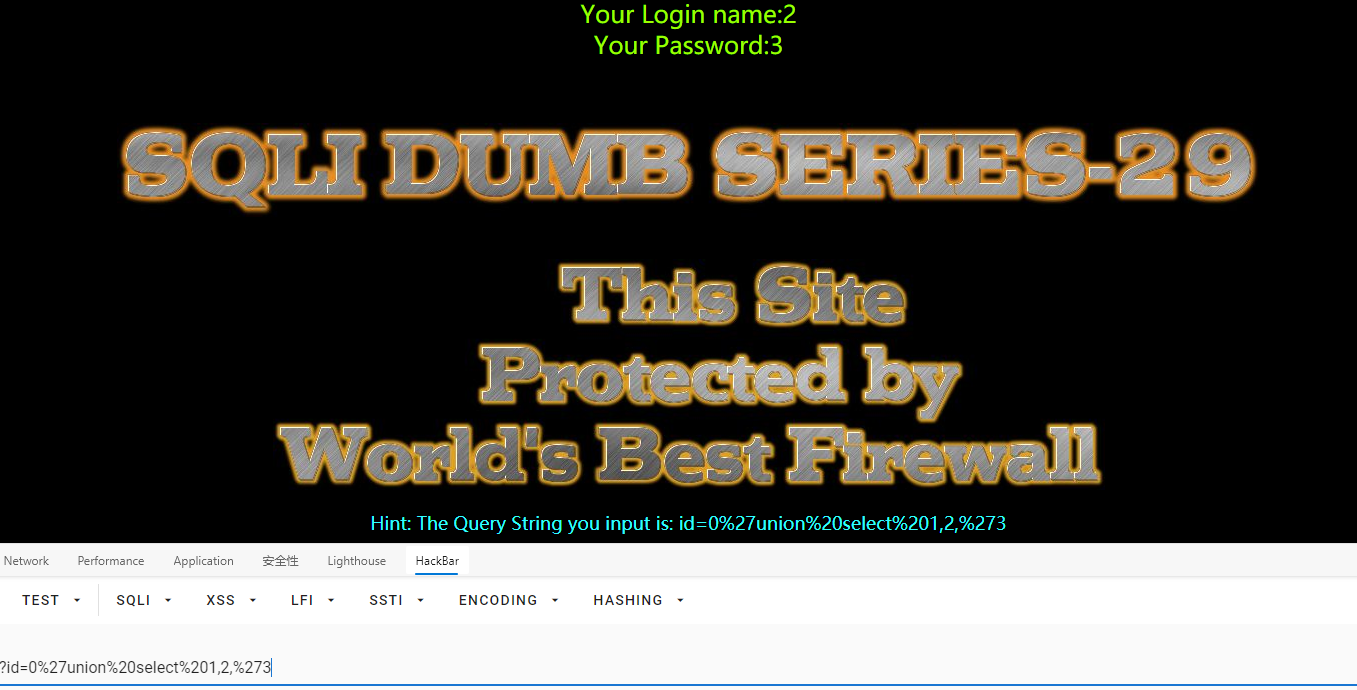 Your Login name:2
Your Password:3
SQLI DUMB SERIES-29
This Site
Protected by
World's Best Firewall
Hint: The Query String you input is: id=0%27union%20select%201,2,%273
Network Performance Application 安全性 Lighthouse HackBar
TEST SQLI XSS LFI SSTI ENCODING HASHING
?id=0%27union%20select%201,2,%273